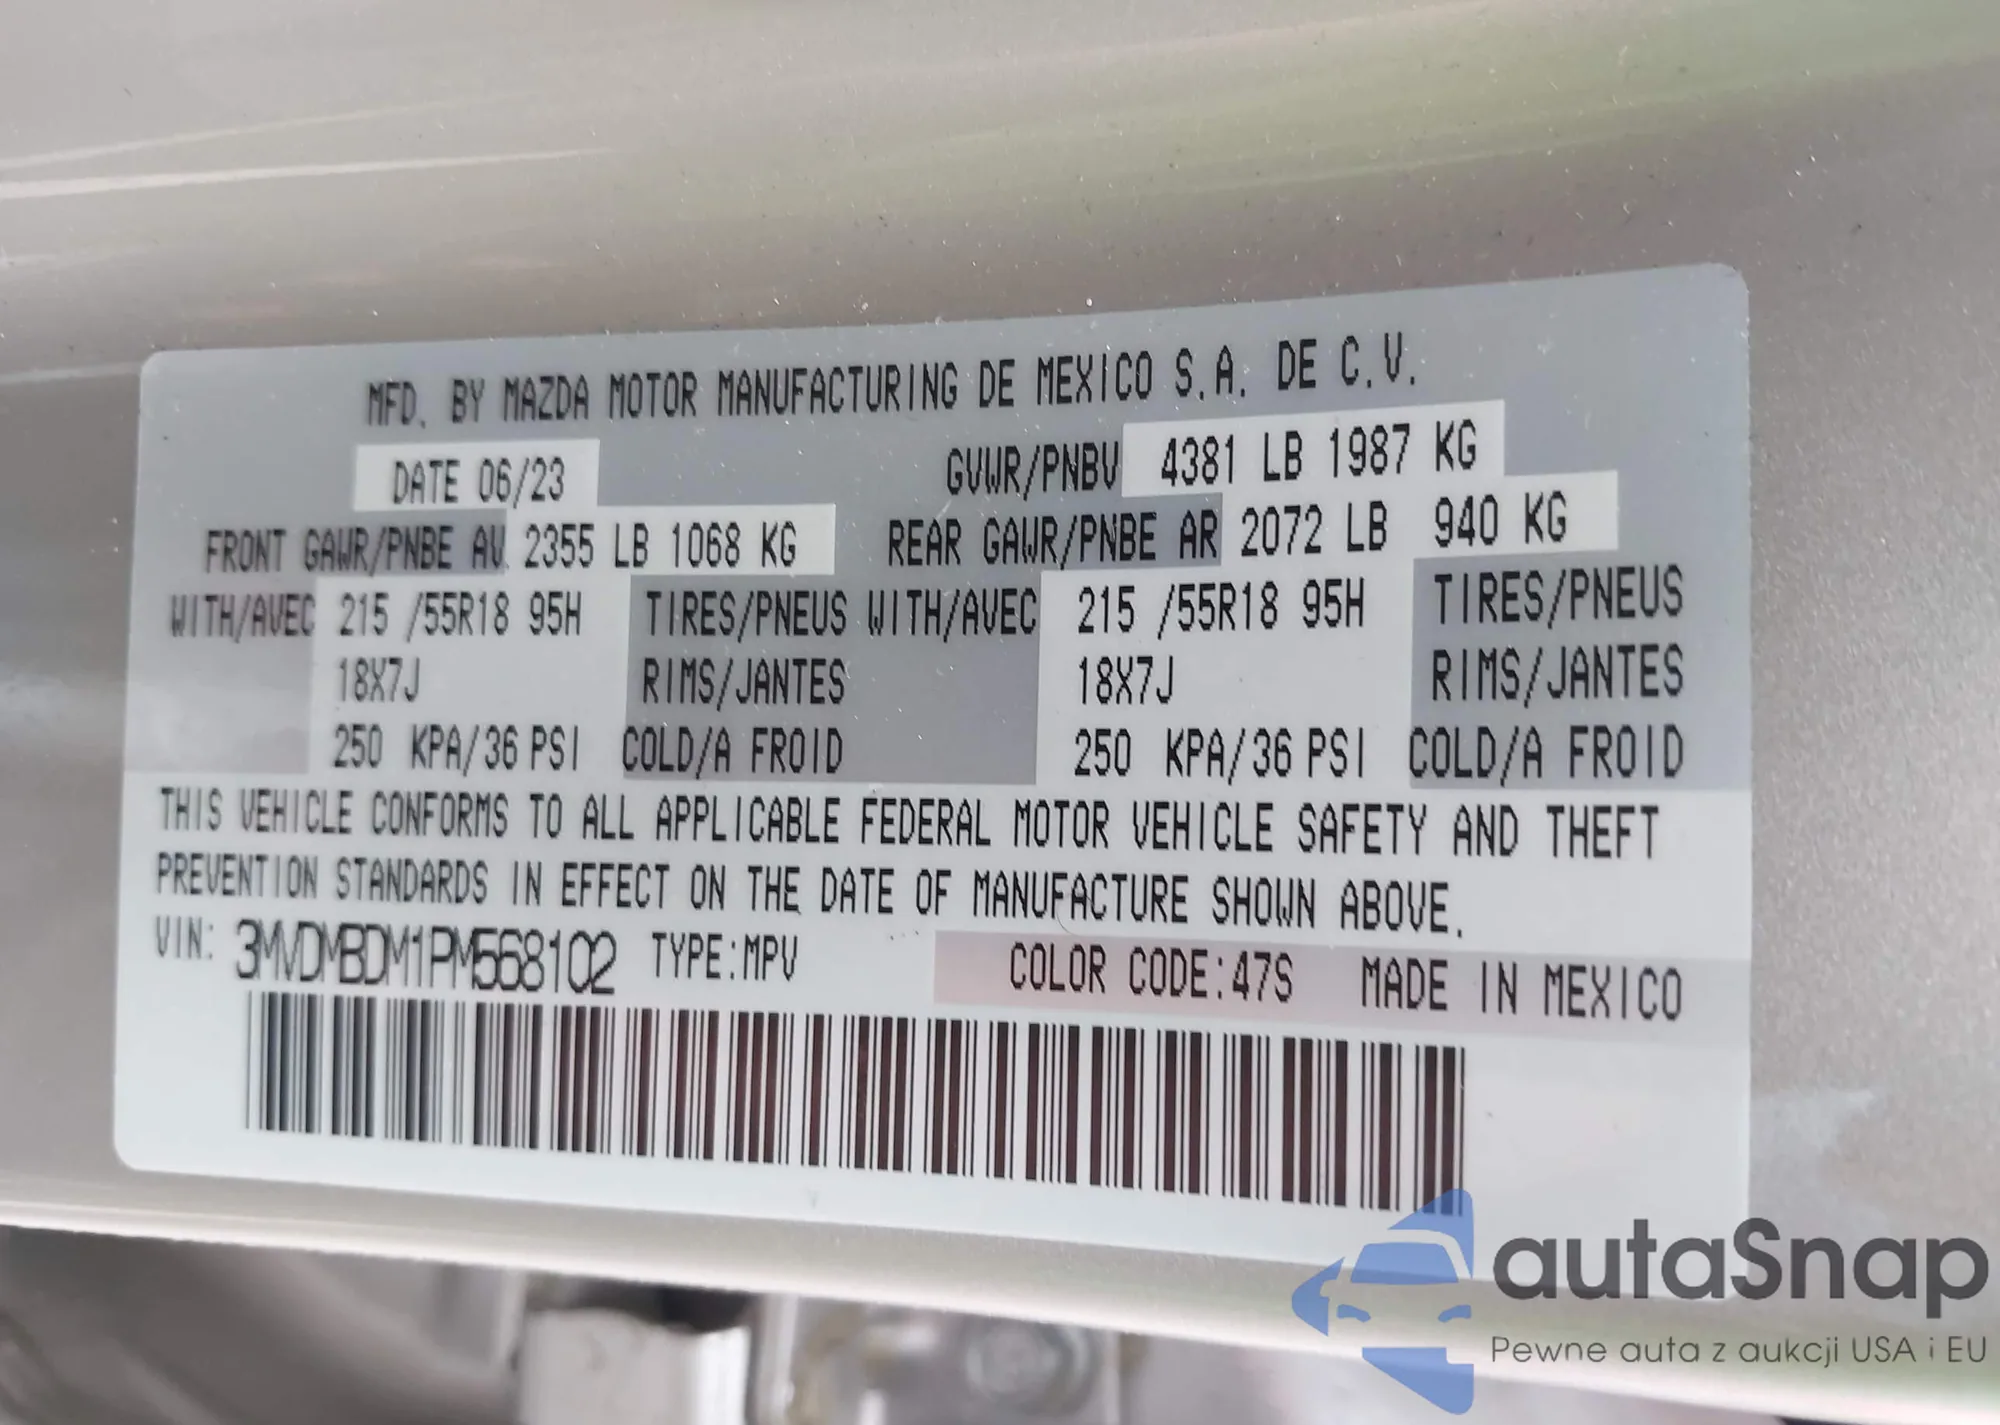 MFD. BY MAZDA MOTOR MANUFACTURING DE MEXICO S.A. DE C.V.
DATE 06/23 GVWR/PNBV 4381 LB 1987 KG
FRONT GAWR/PNBE AV 2355 LB 1068 KG REAR GAWR/PNBE AR 2072 LB 940 KG
WITH/AVEC 215 /55R18 95H TIRES/PNEUS WITH/AVEC 215 /55R18 95H TIRES/PNEUS
18X7J RIMS/JANTES 18X7J RIMS/JANTES
250 KPA/36 PSI COLD/A FROID 250 KPA/36 PSI COLD/A FROID
THIS VEHICLE CONFORMS TO ALL APPLICABLE FEDERAL MOTOR VEHICLE SAFETY AND THEFT
PREVENTION STANDARDS IN EFFECT ON THE DATE OF MANUFACTURE SHOWN ABOVE.
VIN: 3MVDMBDM1PM568102 TYPE:MPV COLOR CODE:47S MADE IN MEXICO
autaSnap
Pewne auta z aukcji USA i EU